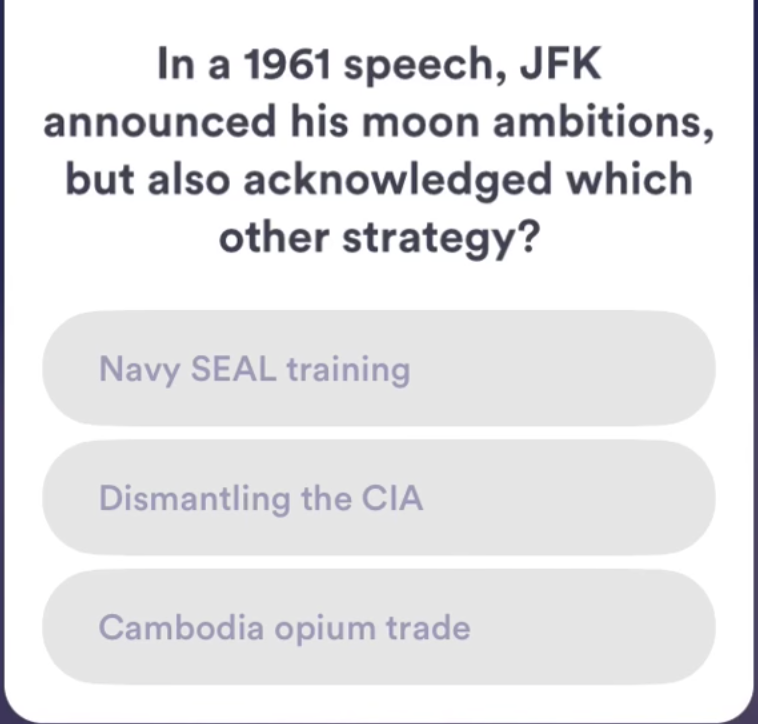 In a 1961 speech, JFK
announced his moon ambitions,
but also acknowledged which
other strategy?
Navy SEAL training
Dismantling the CIA
Cambodia opium trade